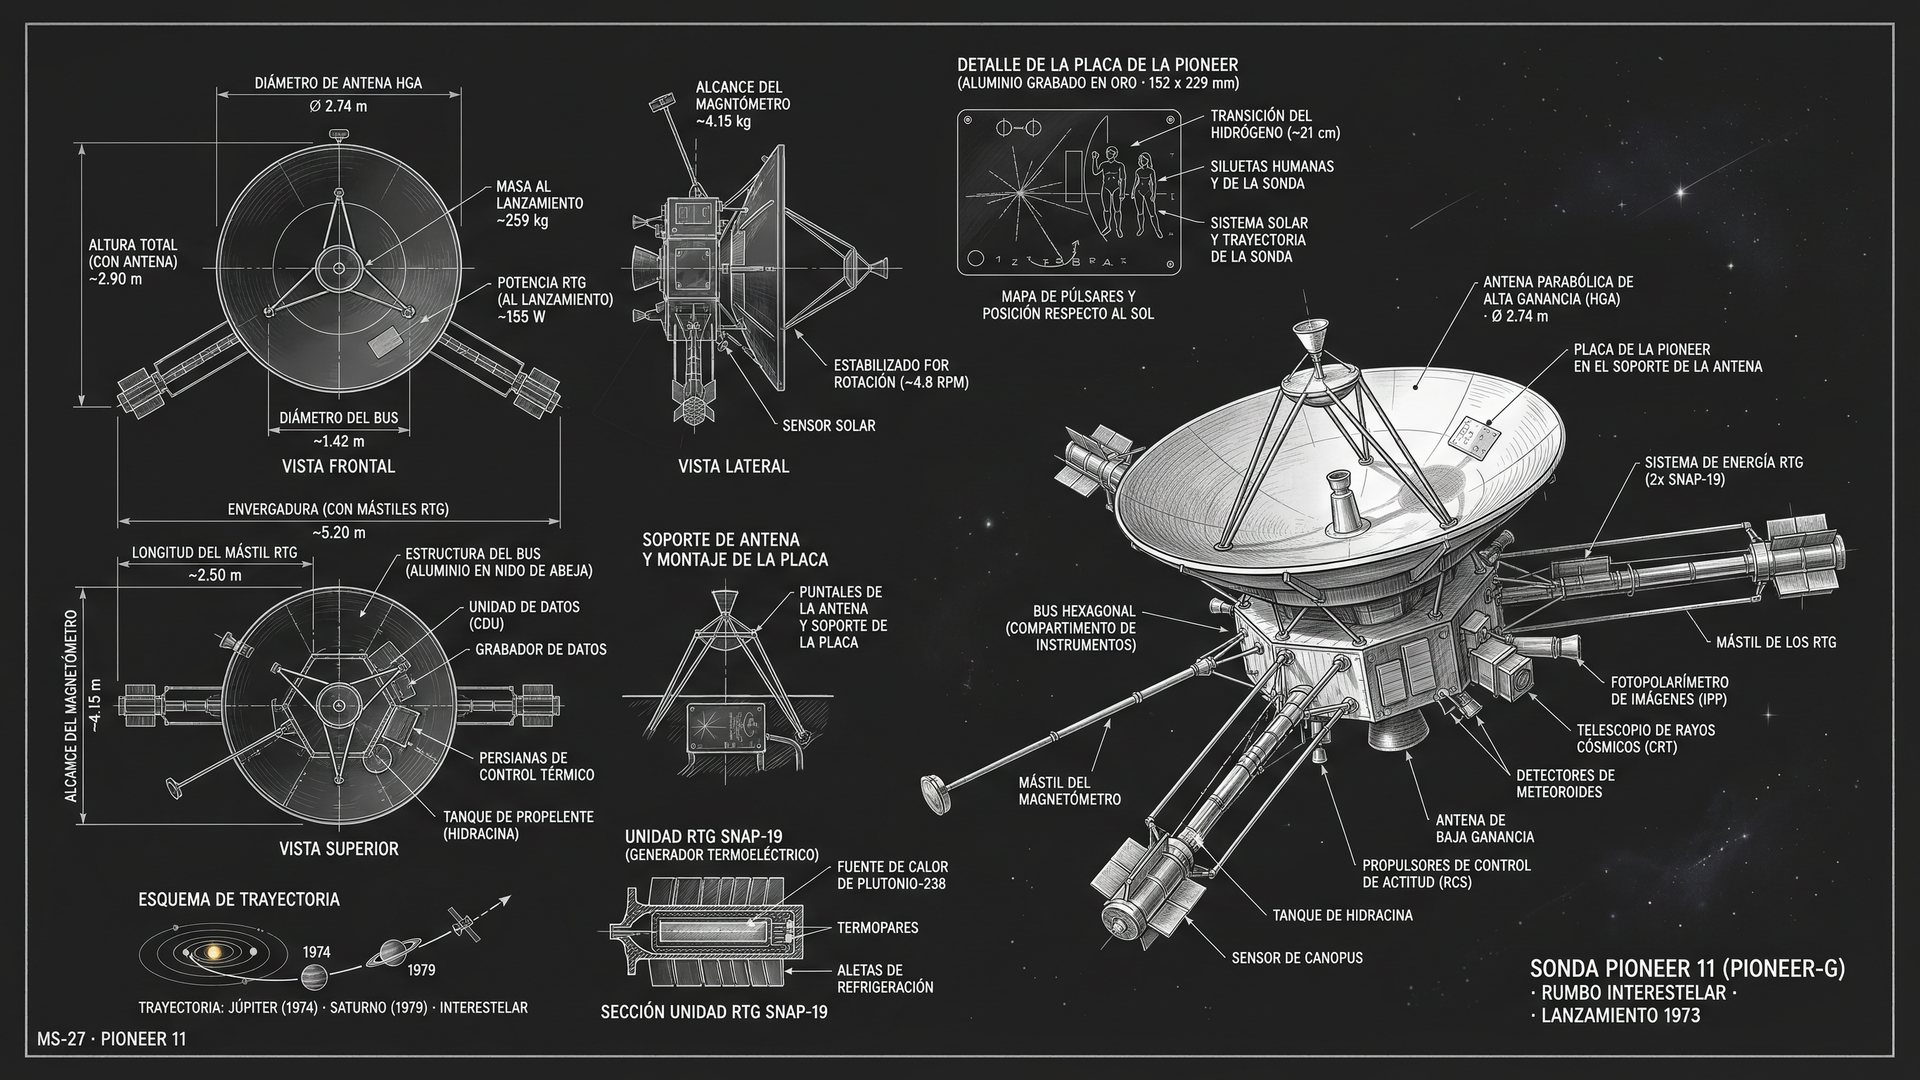 DIÁMETRO DE ANTENA HGA
Ø 2.74 m
ALTURA TOTAL
(CON ANTENA)
~2.90 m
MASA AL
LANZAMIENTO
~259 kg
POTENCIA RTG
(AL LANZAMIENTO)
~155 W
DIÁMETRO DEL BUS
~1.42 m
VISTA FRONTAL
ALCANCE DEL
MAGNTÓMETRO
~4.15 kg
ESTABILIZADO FOR
ROTACIÓN (~4.8 RPM)
SENSOR SOLAR
VISTA LATERAL
DETALLE DE LA PLACA DE LA PIONEER
(ALUMINIO GRABADO EN ORO · 152 x 229 mm)
TRANSICIÓN DEL
HIDRÓGENO (~21 cm)
SILUETAS HUMANAS
Y DE LA SONDA
SISTEMA SOLAR
Y TRAYECTORIA
DE LA SONDA
MAPA DE PÚLSARES Y
POSICIÓN RESPECTO AL SOL
ENVERGADURA (CON MÁSTILES RTG)
~5.20 m
LONGITUD DEL MÁSTIL RTG
~2.50 m
ESTRUCTURA DEL BUS
(ALUMINIO EN NIDO DE ABEJA)
UNIDAD DE DATOS
(CDU)
GRABADOR DE DATOS
ALCAMCE DEL MAGNETÓMETRO
~4.15 m
PERSIANAS DE
CONTROL TÉRMICO
TANQUE DE PROPELENTE
(HIDRACINA)
VISTA SUPERIOR
SOPORTE DE ANTENA
Y MONTAJE DE LA PLACA
PUNTALES DE
LA ANTENA
Y SOPORTE DE
LA PLACA
UNIDAD RTG SNAP-19
(GENERADOR TERMOELÉCTRICO)
FUENTE DE CALOR
DE PLUTONIO-238
TERMOPARES
ALETAS DE
REFRIGERACIÓN
SECCIÓN UNIDAD RTG SNAP-19
ESQUEMA DE TRAYECTORIA
1974
1979
TRAYECTORIA: JÚPITER (1974) · SATURNO (1979) · INTERESTELAR
MS-27 · PIONEER 11
ANTENA PARABÓLICA DE
ALTA GANANCIA (HGA)
· Ø 2.74 m
PLACA DE LA PIONEER
EN EL SOPORTE DE LA ANTENA
SISTEMA DE ENERGÍA RTG
(2x SNAP-19)
MÁSTIL DE LOS RTG
BUS HEXAGONAL
(COMPARTIMENTO DE
INSTRUMENTOS)
FOTOPOLARÍMETRO
DE IMÁGENES (IPP)
TELESCOPIO DE RAYOS
CÓSMICOS (CRT)
DETECTORES DE
METEOROIDES
MÁSTIL DEL
MAGNETÓMETRO
ANTENA DE
BAJA GANANCIA
PROPULSORES DE CONTROL
DE ACTITUD (RCS)
TANQUE DE HIDRACINA
SENSOR DE CANOPUS
SONDA PIONEER 11 (PIONEER-G)
· RUMBO INTERESTELAR ·
· LANZAMIENTO 1973